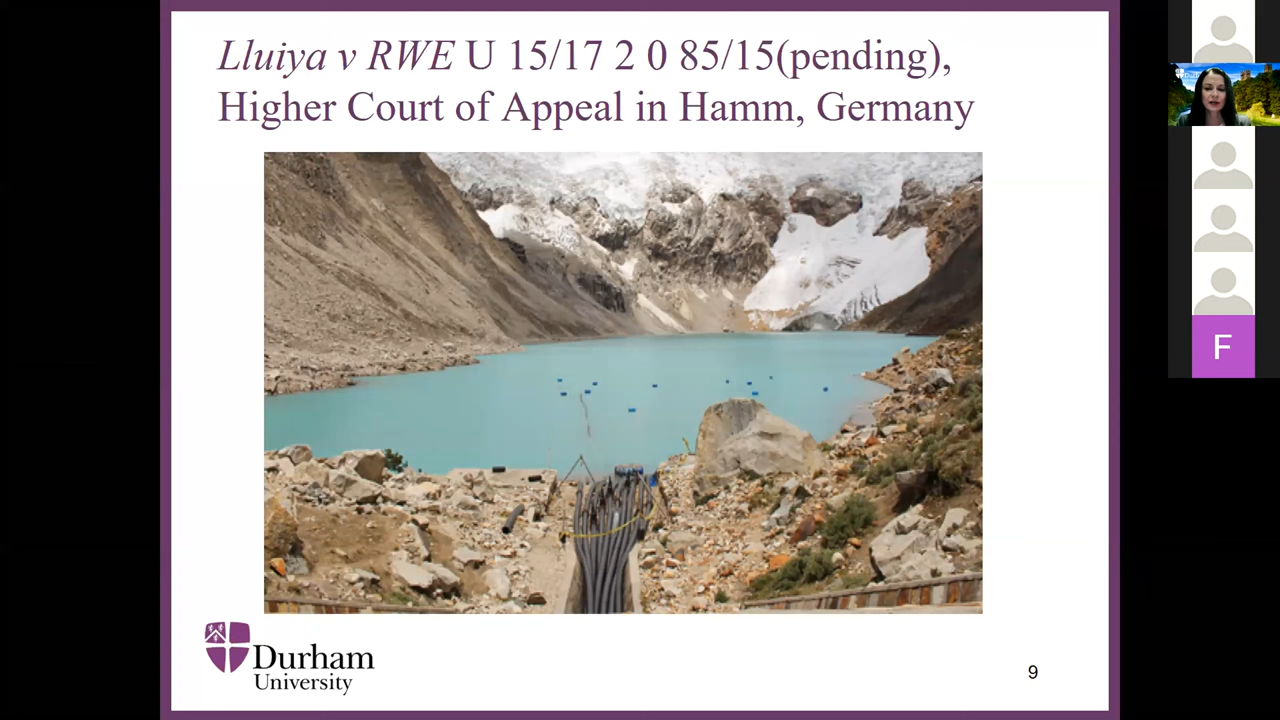 Lluiya v RWE U 15/17 2 0 85/15(pending),
Higher Court of Appeal in Hamm, Germany
Durham
University
9
F